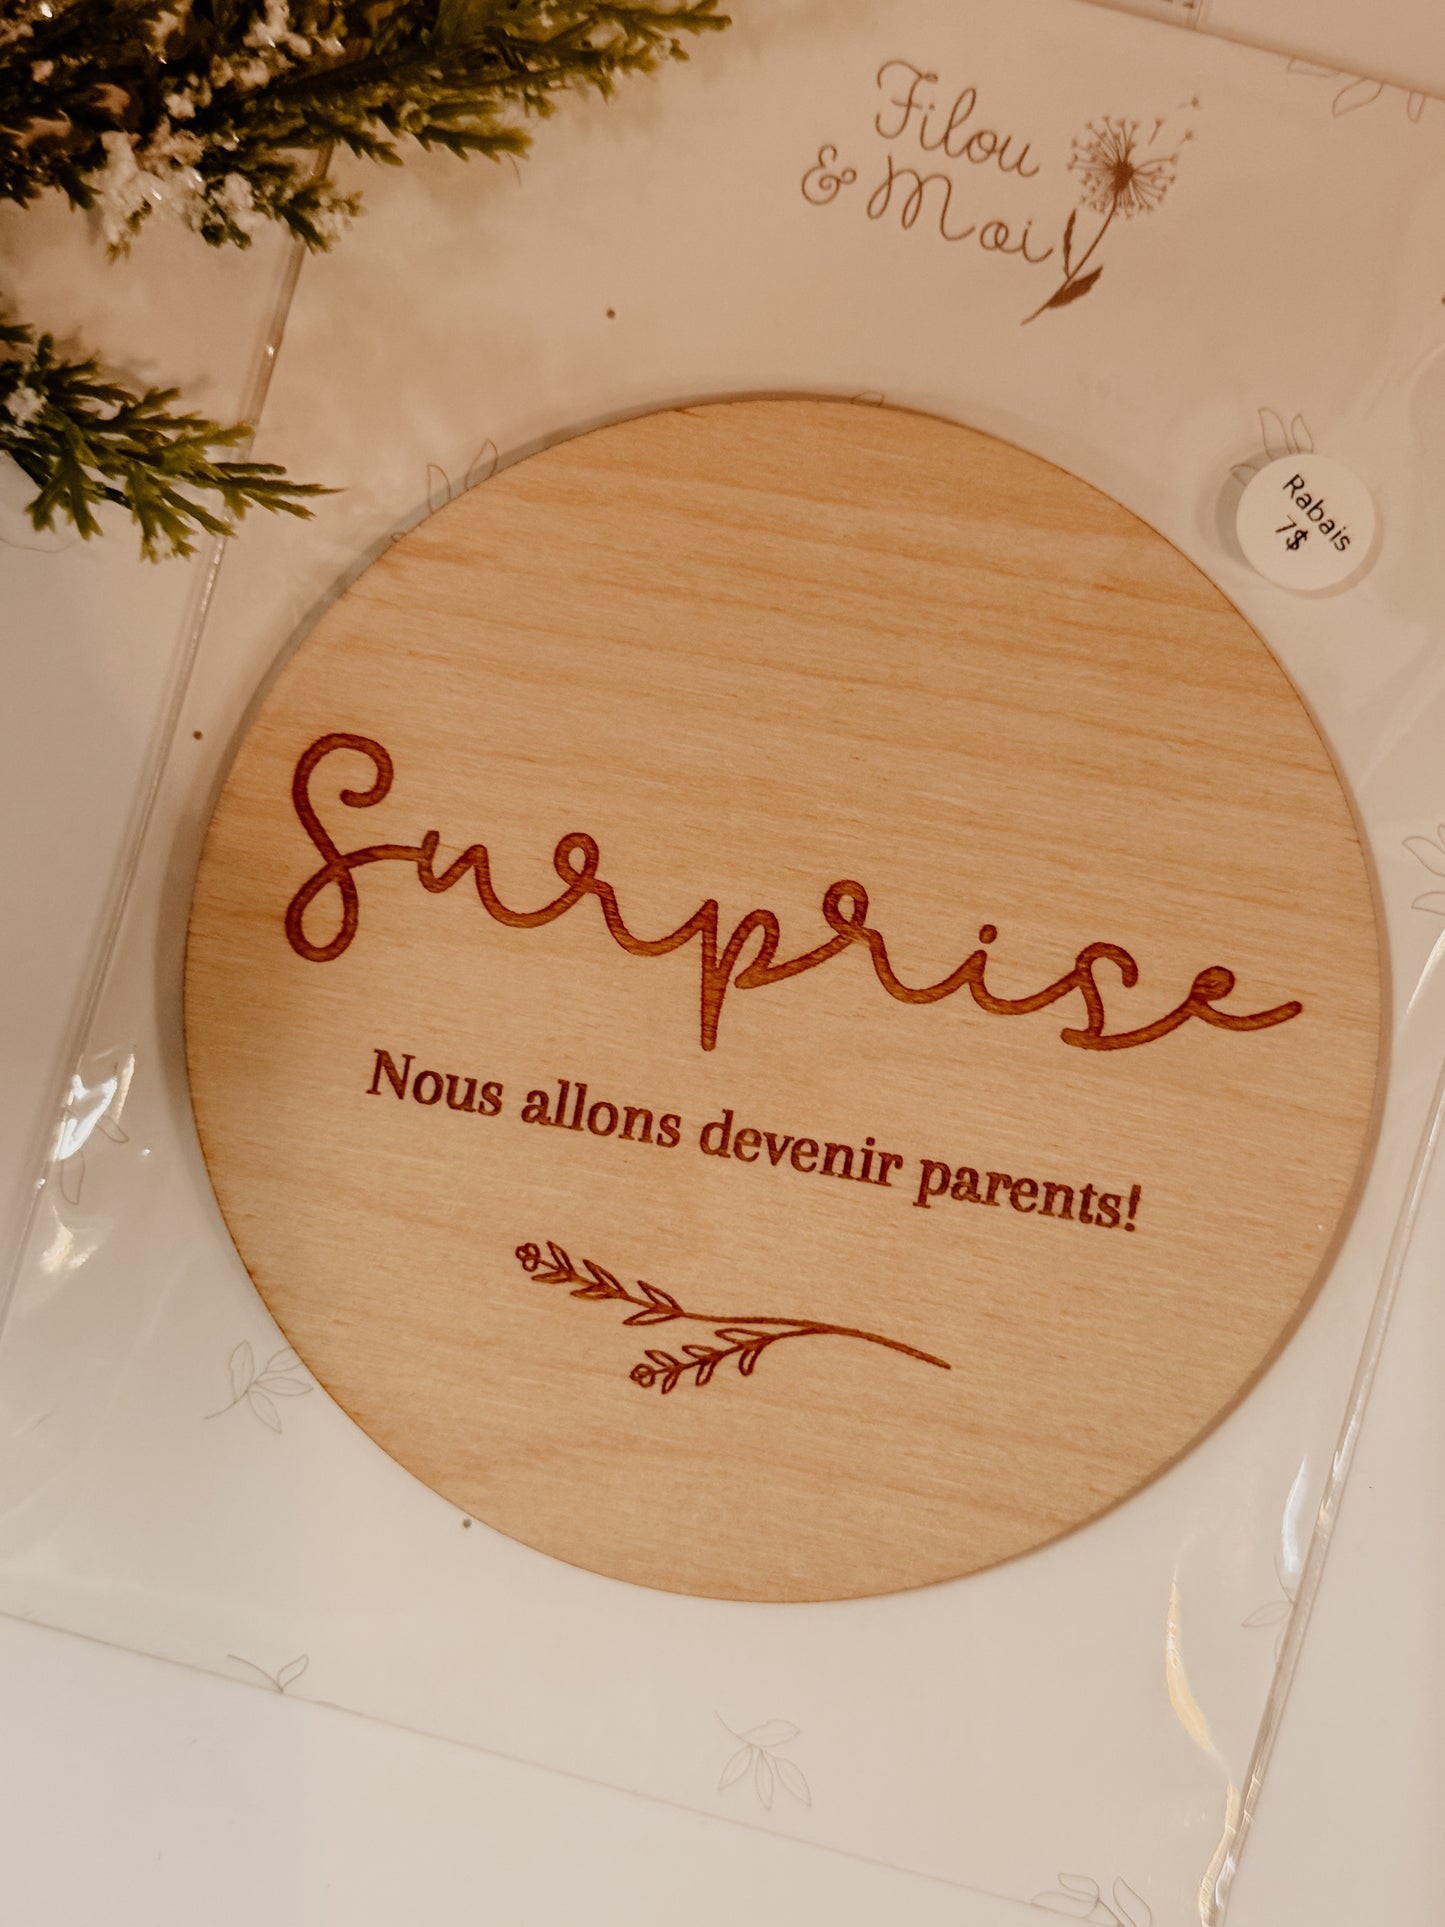 Filou
& Moi
Rabais
7$
Surprise
Nous allons devenir parents!